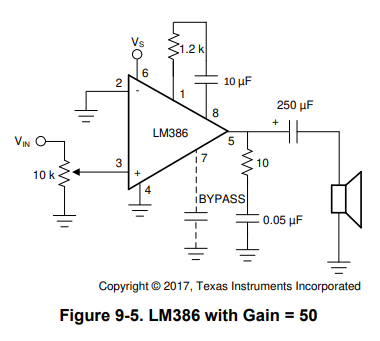 Vs
6
1.2 k
10 µF
2
-
1
8
250 µF
+
LM386
5
VIN
3
+
7
10
10 k
4
BYPASS
0.05 µF
Copyright © 2017, Texas Instruments Incorporated
Figure 9-5. LM386 with Gain = 50